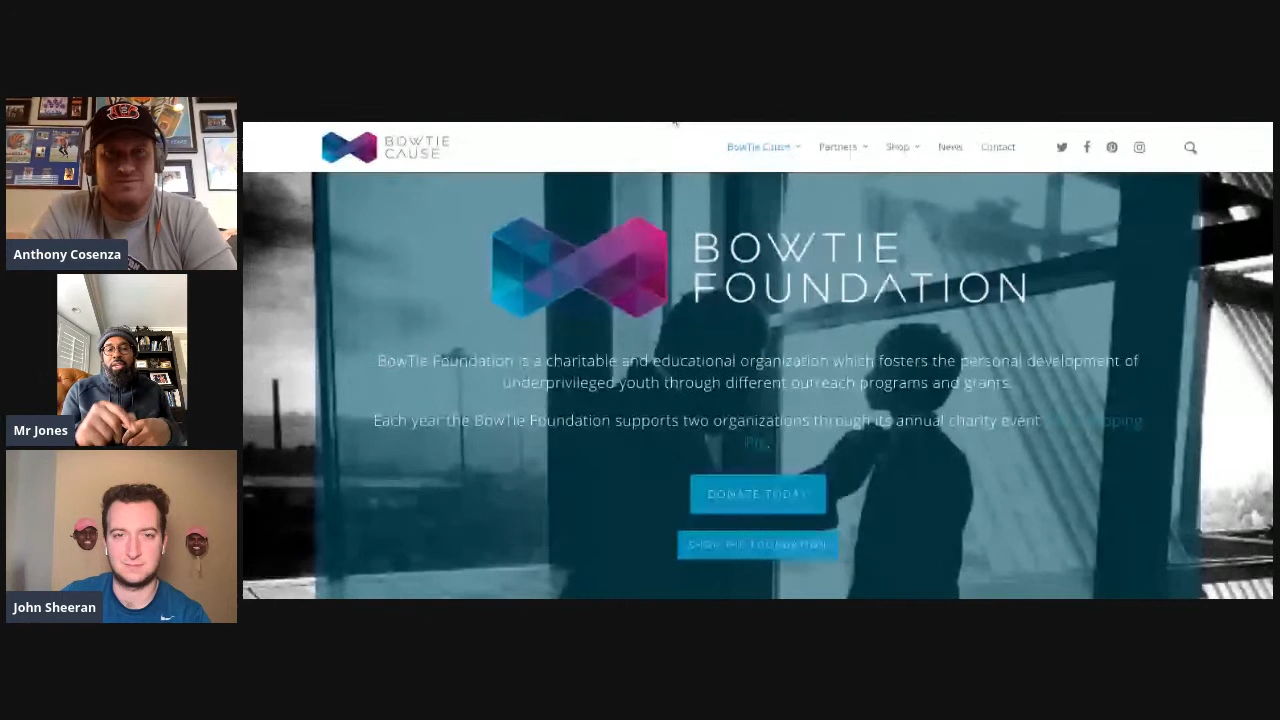 Anthony Cosenza
Mr Jones
John Sheeran
BOWTIE
CAUSE
BowTie Cause
Partners
Shop
News
Contact
BOWTIE
FOUNDATION
BowTie Foundation is a charitable and educational organization which fosters the personal development of
underprivileged youth through different outreach programs and grants.
Each year the BowTie Foundation supports two organizations through its annual charity event
DONATE TODAY